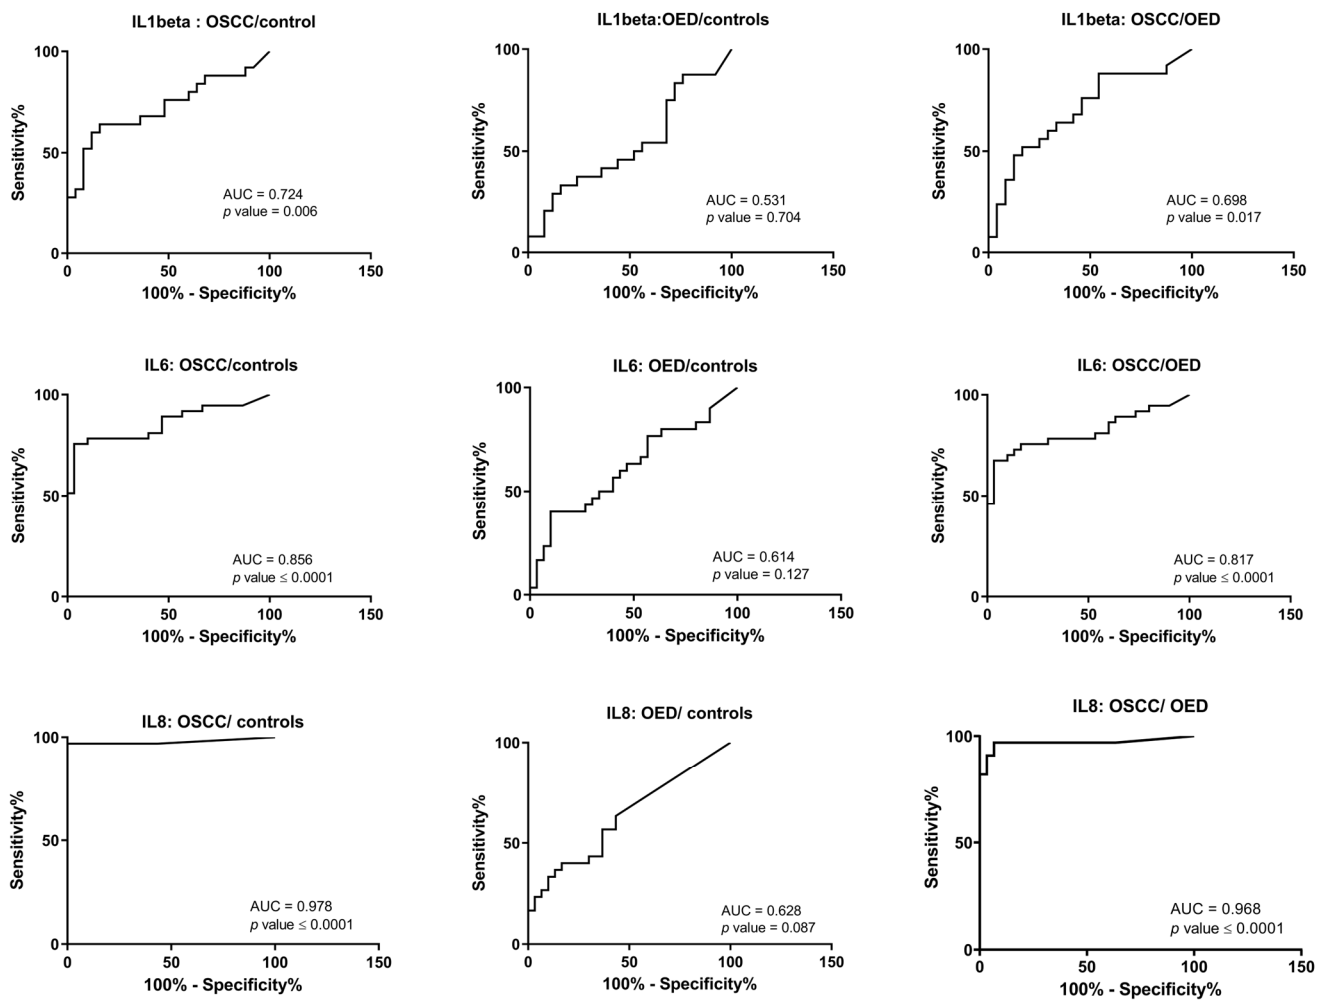 IL1beta : OSCC/control
100
50
0
Sensitivity%
AUC = 0.724
p value = 0.006
0 50 100 150
100% - Specificity%
IL1beta:OED/controls
100
50
0
Sensitivity%
AUC = 0.531
p value = 0.704
0 50 100 150
100% - Specificity%
IL1beta: OSCC/OED
100
50
0
Sensitivity%
AUC = 0.698
p value = 0.017
0 50 100 150
100% - Specificity%
IL6: OSCC/controls
100
50
0
Sensitivity%
AUC = 0.856
p value ≤ 0.0001
0 50 100 150
100% - Specificity%
IL6: OED/controls
100
50
0
Sensitivity%
AUC = 0.614
p value = 0.127
0 50 100 150
100% - Specificity%
IL6: OSCC/OED
100
50
0
Sensitivity%
AUC = 0.817
p value ≤ 0.0001
0 50 100 150
100% - Specificity%
IL8: OSCC/ controls
100
50
0
Sensitivity%
AUC = 0.978
p value ≤ 0.0001
0 50 100 150
100% - Specificity%
IL8: OED/ controls
100
50
0
Sensitivity%
AUC = 0.628
p value = 0.087
0 50 100 150
100% - Specificity%
IL8: OSCC/ OED
100
50
0
Sensitivity%
AUC = 0.968
p value ≤ 0.0001
0 50 100 150
100% - Specificity%